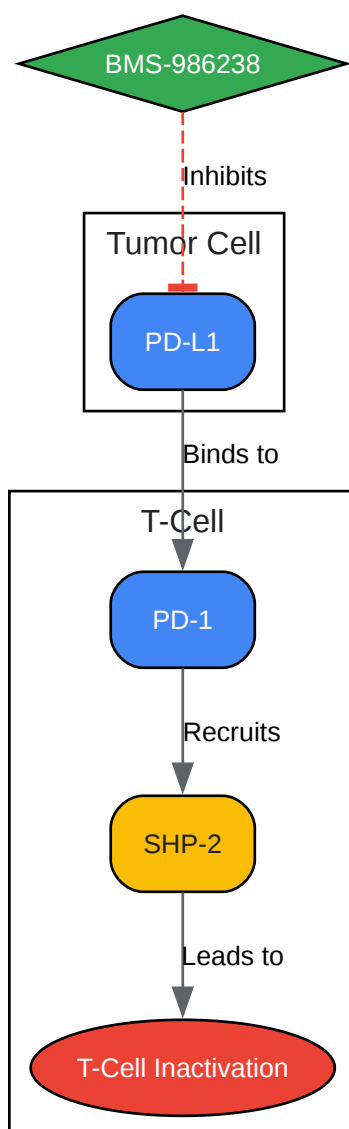 BMS-986238
Inhibits
Tumor Cell
PD-L1
Binds to
T-Cell
PD-1
Recruits
SHP-2
Leads to
T-Cell Inactivation